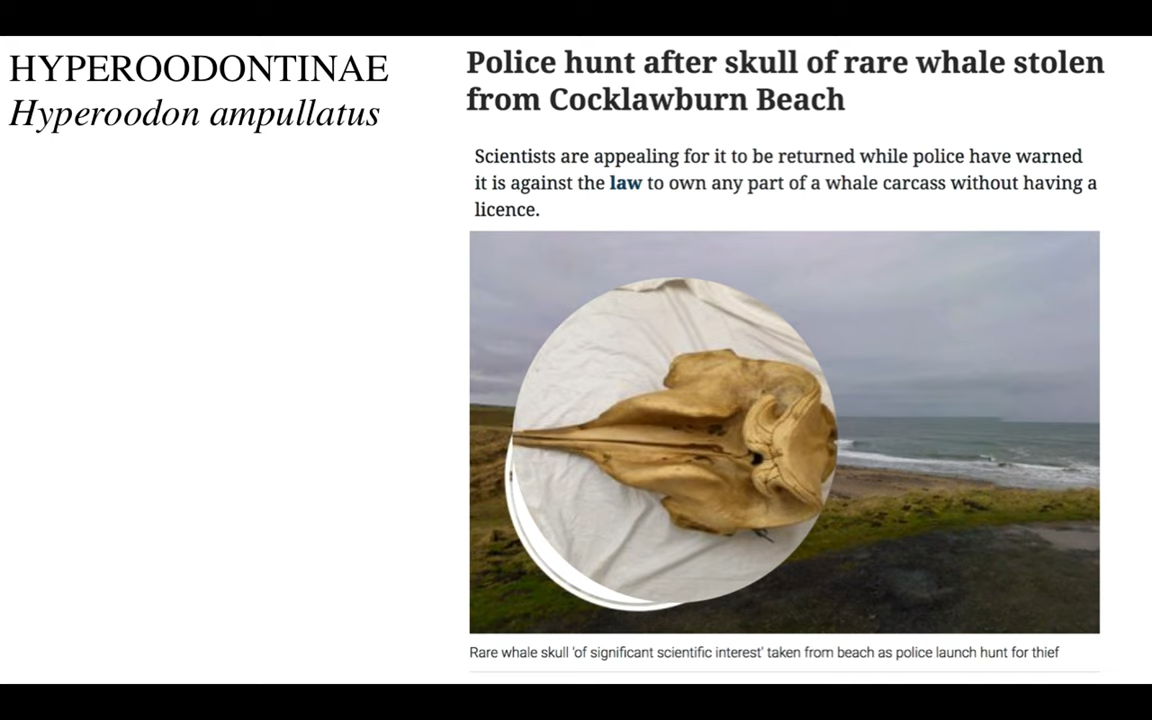 HYPEROODONTINAE
Hyperoodon ampullatus
Police hunt after skull of rare whale stolen
from Cocklawburn Beach
Scientists are appealing for it to be returned while police have warned
it is against the law to own any part of a whale carcass without having a
licence.
Rare whale skull 'of significant scientific interest' taken from beach as police launch hunt for thief